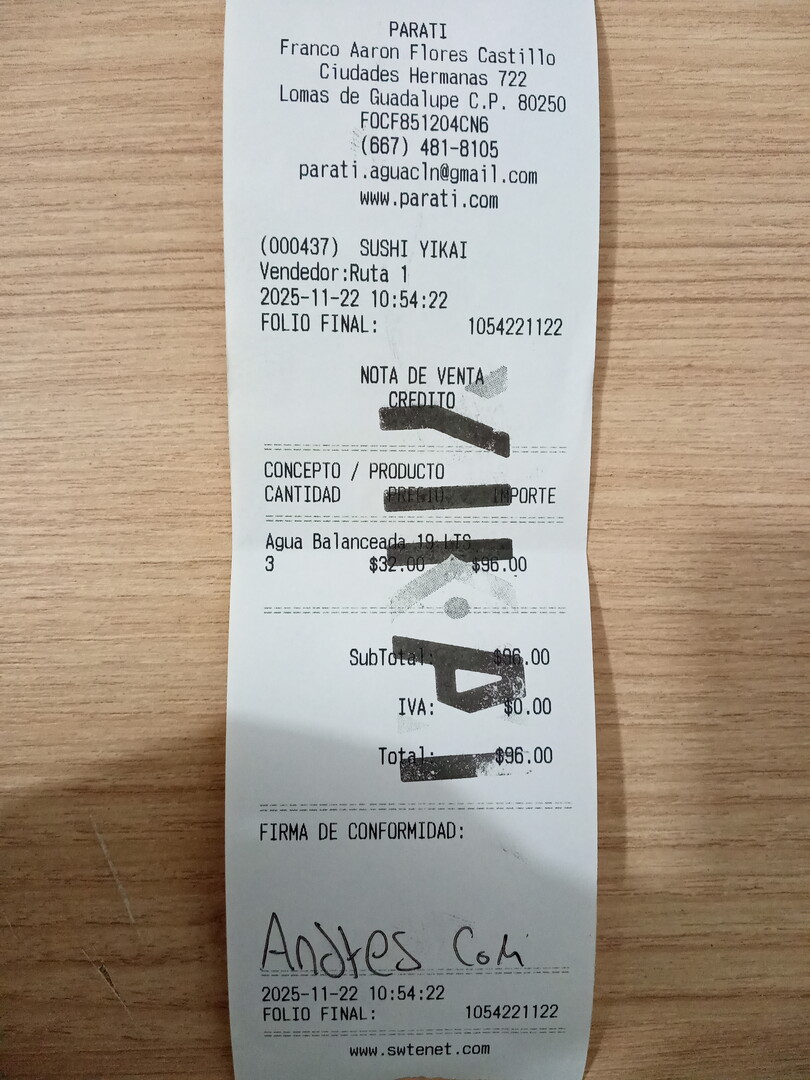 PARATI
Franco Aaron Flores Castillo
Ciudades Hermanas 722
Lomas de Guadalupe C.P. 80250
FOCF851204CN6
(667) 481-8105
parati.aguacln@gmail.com
www.parati.com
(000437) SUSHI YIKAI
Vendedor:Ruta 1
2025-11-22 10:54:22
FOLIO FINAL: 1054221122
NOTA DE VENTA
CREDITO
CONCEPTO / PRODUCTO
CANTIDAD PRECIO IMPORTE
Agua Balanceada 19 LTS
3 $32.00 $96.00
SubTotal: $96.00
IVA: $0.00
Total: $96.00
FIRMA DE CONFORMIDAD:
Andres
2025-11-22 10:54:22
FOLIO FINAL: 1054221122
www.swtenet.com
YIKAI